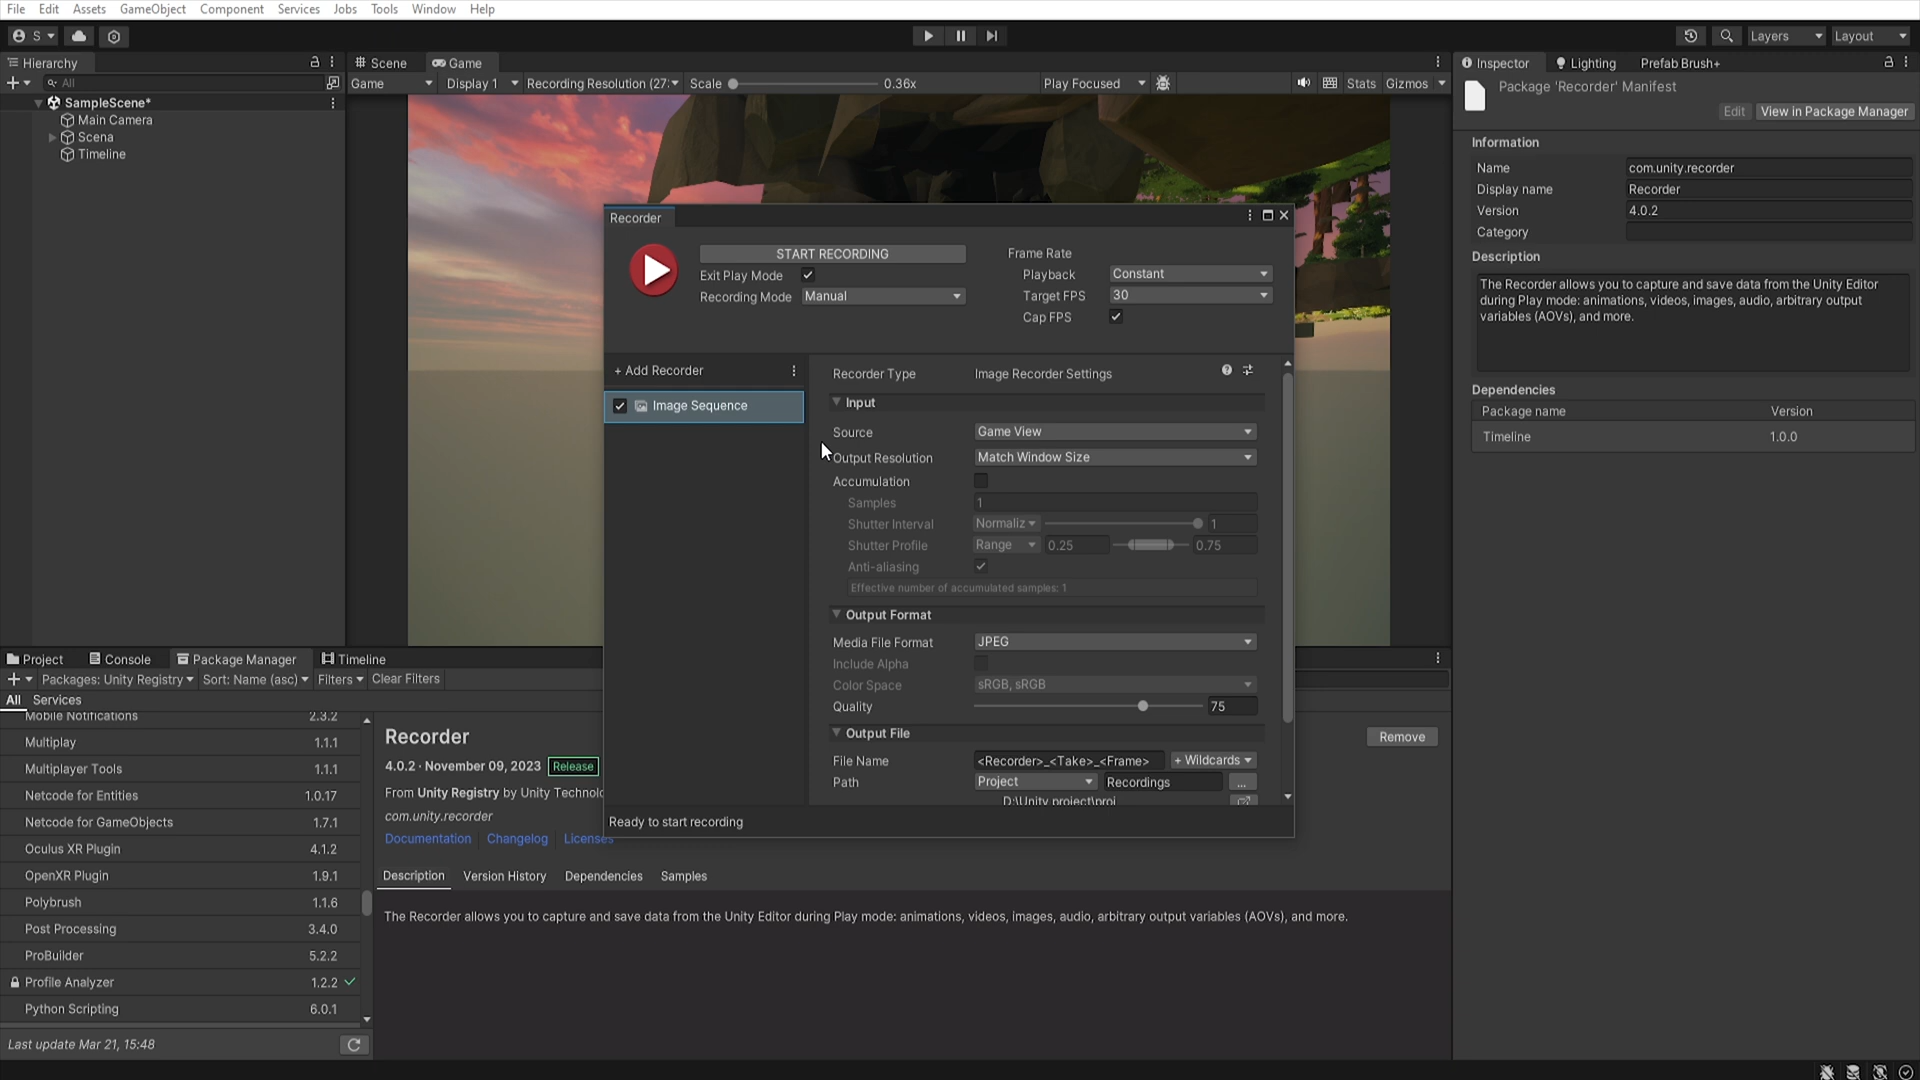 File Edit Assets GameObject Component Services Jobs Tools Window Help
S Layers Layout
Hierarchy
All
SampleScene*
Main Camera
Scena
Timeline
Scene Game
Game Display 1 Recording Resolution (27: Scale 0.36x Play Focused Stats Gizmos
Recorder
START RECORDING
Exit Play Mode
Recording Mode Manual
Frame Rate
Playback Constant
Target FPS 30
Cap FPS
+ Add Recorder
Image Sequence
Recorder Type Image Recorder Settings
Input
Source Game View
Output Resolution Match Window Size
Accumulation
Samples 1
Shutter Interval Normaliz 1
Shutter Profile Range 0.25 0.75
Anti-aliasing
Effective number of accumulated samples: 1
Output Format
Media File Format JPEG
Include Alpha
Color Space sRGB, sRGB
Quality 75
Output File
File Name <Recorder>_<Take>_<Frame> + Wildcards
Path Project Recordings ...
D:\Unity project\proj
Ready to start recording
Inspector Lighting Prefab Brush+
Package 'Recorder' Manifest
Edit View in Package Manager
Information
Name com.unity.recorder
Display name Recorder
Version 4.0.2
Category
Description
The Recorder allows you to capture and save data from the Unity Editor
during Play mode: animations, videos, images, audio, arbitrary output
variables (AOVs), and more.
Dependencies
Package name Version
Timeline 1.0.0
Project Console Package Manager Timeline
Packages: Unity Registry Sort: Name (asc) Filters Clear Filters
All Services
Mobile Notifications 2.3.2
Multiplay 1.1.1
Multiplayer Tools 1.1.1
Netcode for Entities 1.0.17
Netcode for GameObjects 1.7.1
Oculus XR Plugin 4.1.2
OpenXR Plugin 1.9.1
Polybrush 1.1.6
Post Processing 3.4.0
ProBuilder 5.2.2
Profile Analyzer 1.2.2
Python Scripting 6.0.1
Last update Mar 21, 15:48
Recorder
Remove
4.0.2 · November 09, 2023 Release
From Unity Registry by Unity Technolo
com.unity.recorder
Documentation Changelog Licenses
Description Version History Dependencies Samples
The Recorder allows you to capture and save data from the Unity Editor during Play mode: animations, videos, images, audio, arbitrary output variables (AOVs), and more.